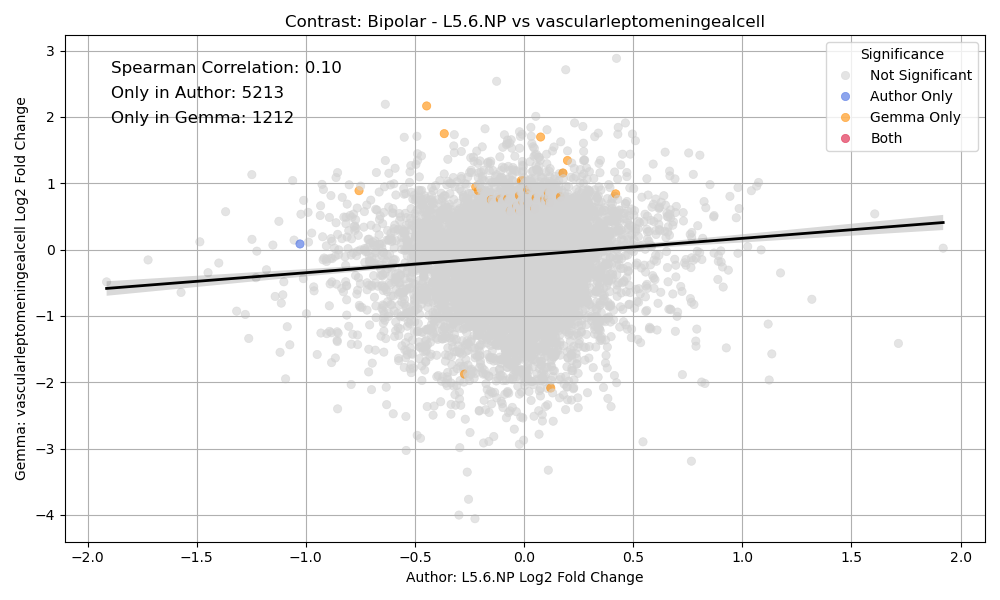 Contrast: Bipolar - L5.6.NP vs vascularleptomeningealcell
Spearman Correlation: 0.10
Only in Author: 5213
Only in Gemma: 1212
Significance
Not Significant
Author Only
Gemma Only
Both
3
2
1
0
−1
−2
−3
−4
Gemma: vascularleptomeningealcell Log2 Fold Change
−2.0 −1.5 −1.0 −0.5 0.0 0.5 1.0 1.5 2.0
Author: L5.6.NP Log2 Fold Change